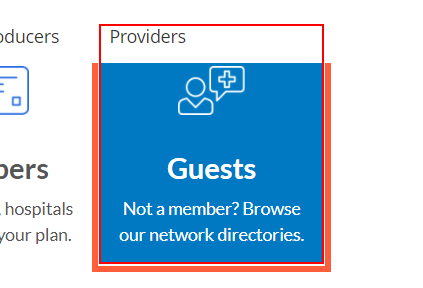 oducers Providers
bers Guests
, hospitals Not a member? Browse
your plan. our network directories.